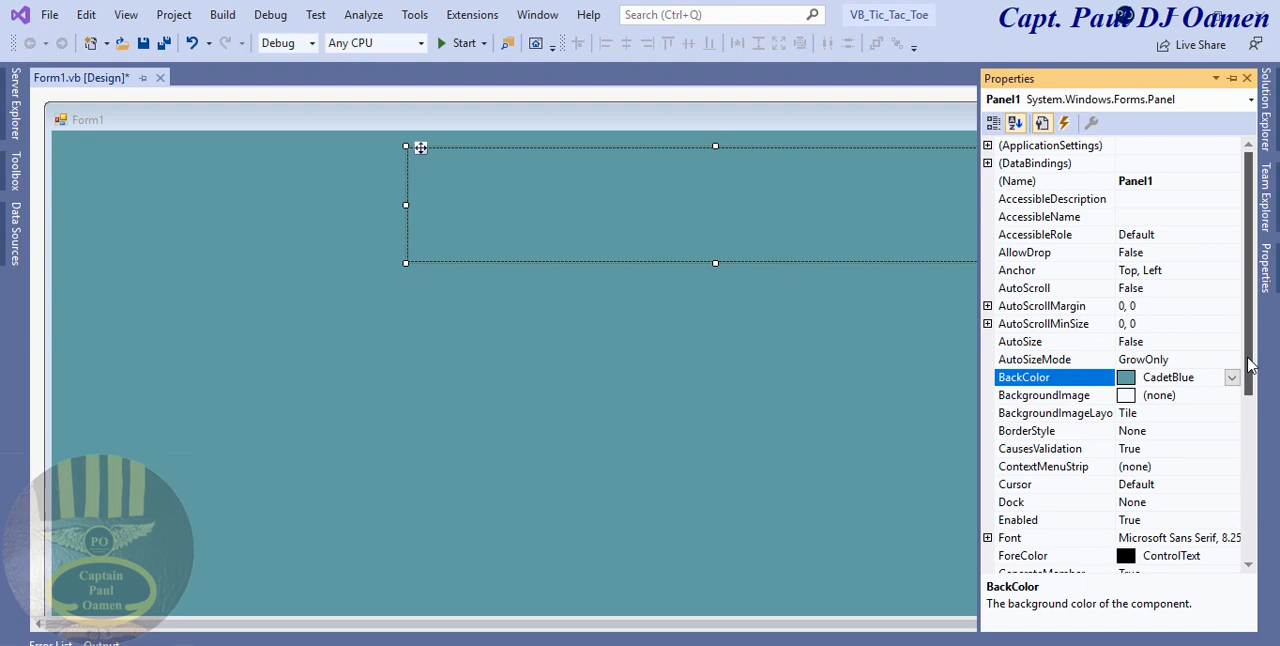 File Edit View Project Build Debug Test Analyze Tools Extensions Window Help Search (Ctrl+Q) VB_Tic_Tac_Toe
Capt. Paul DJ Oamen
Debug Any CPU Start Live Share
Form1.vb [Design]*
Server Explorer
Toolbox
Data Sources
Form1
PO
Captain
Paul
Oamen
Properties
Panel1 System.Windows.Forms.Panel
(ApplicationSettings)
(DataBindings)
(Name) Panel1
AccessibleDescription
AccessibleName
AccessibleRole Default
AllowDrop False
Anchor Top, Left
AutoScroll False
AutoScrollMargin 0, 0
AutoScrollMinSize 0, 0
AutoSize False
AutoSizeMode GrowOnly
BackColor CadetBlue
BackgroundImage (none)
BackgroundImageLayo Tile
BorderStyle None
CausesValidation True
ContextMenuStrip (none)
Cursor Default
Dock None
Enabled True
Font Microsoft Sans Serif, 8.25
ForeColor ControlText
GenerateMember True
BackColor
The background color of the component.
Solution Explorer
Team Explorer
Properties
Error List Output